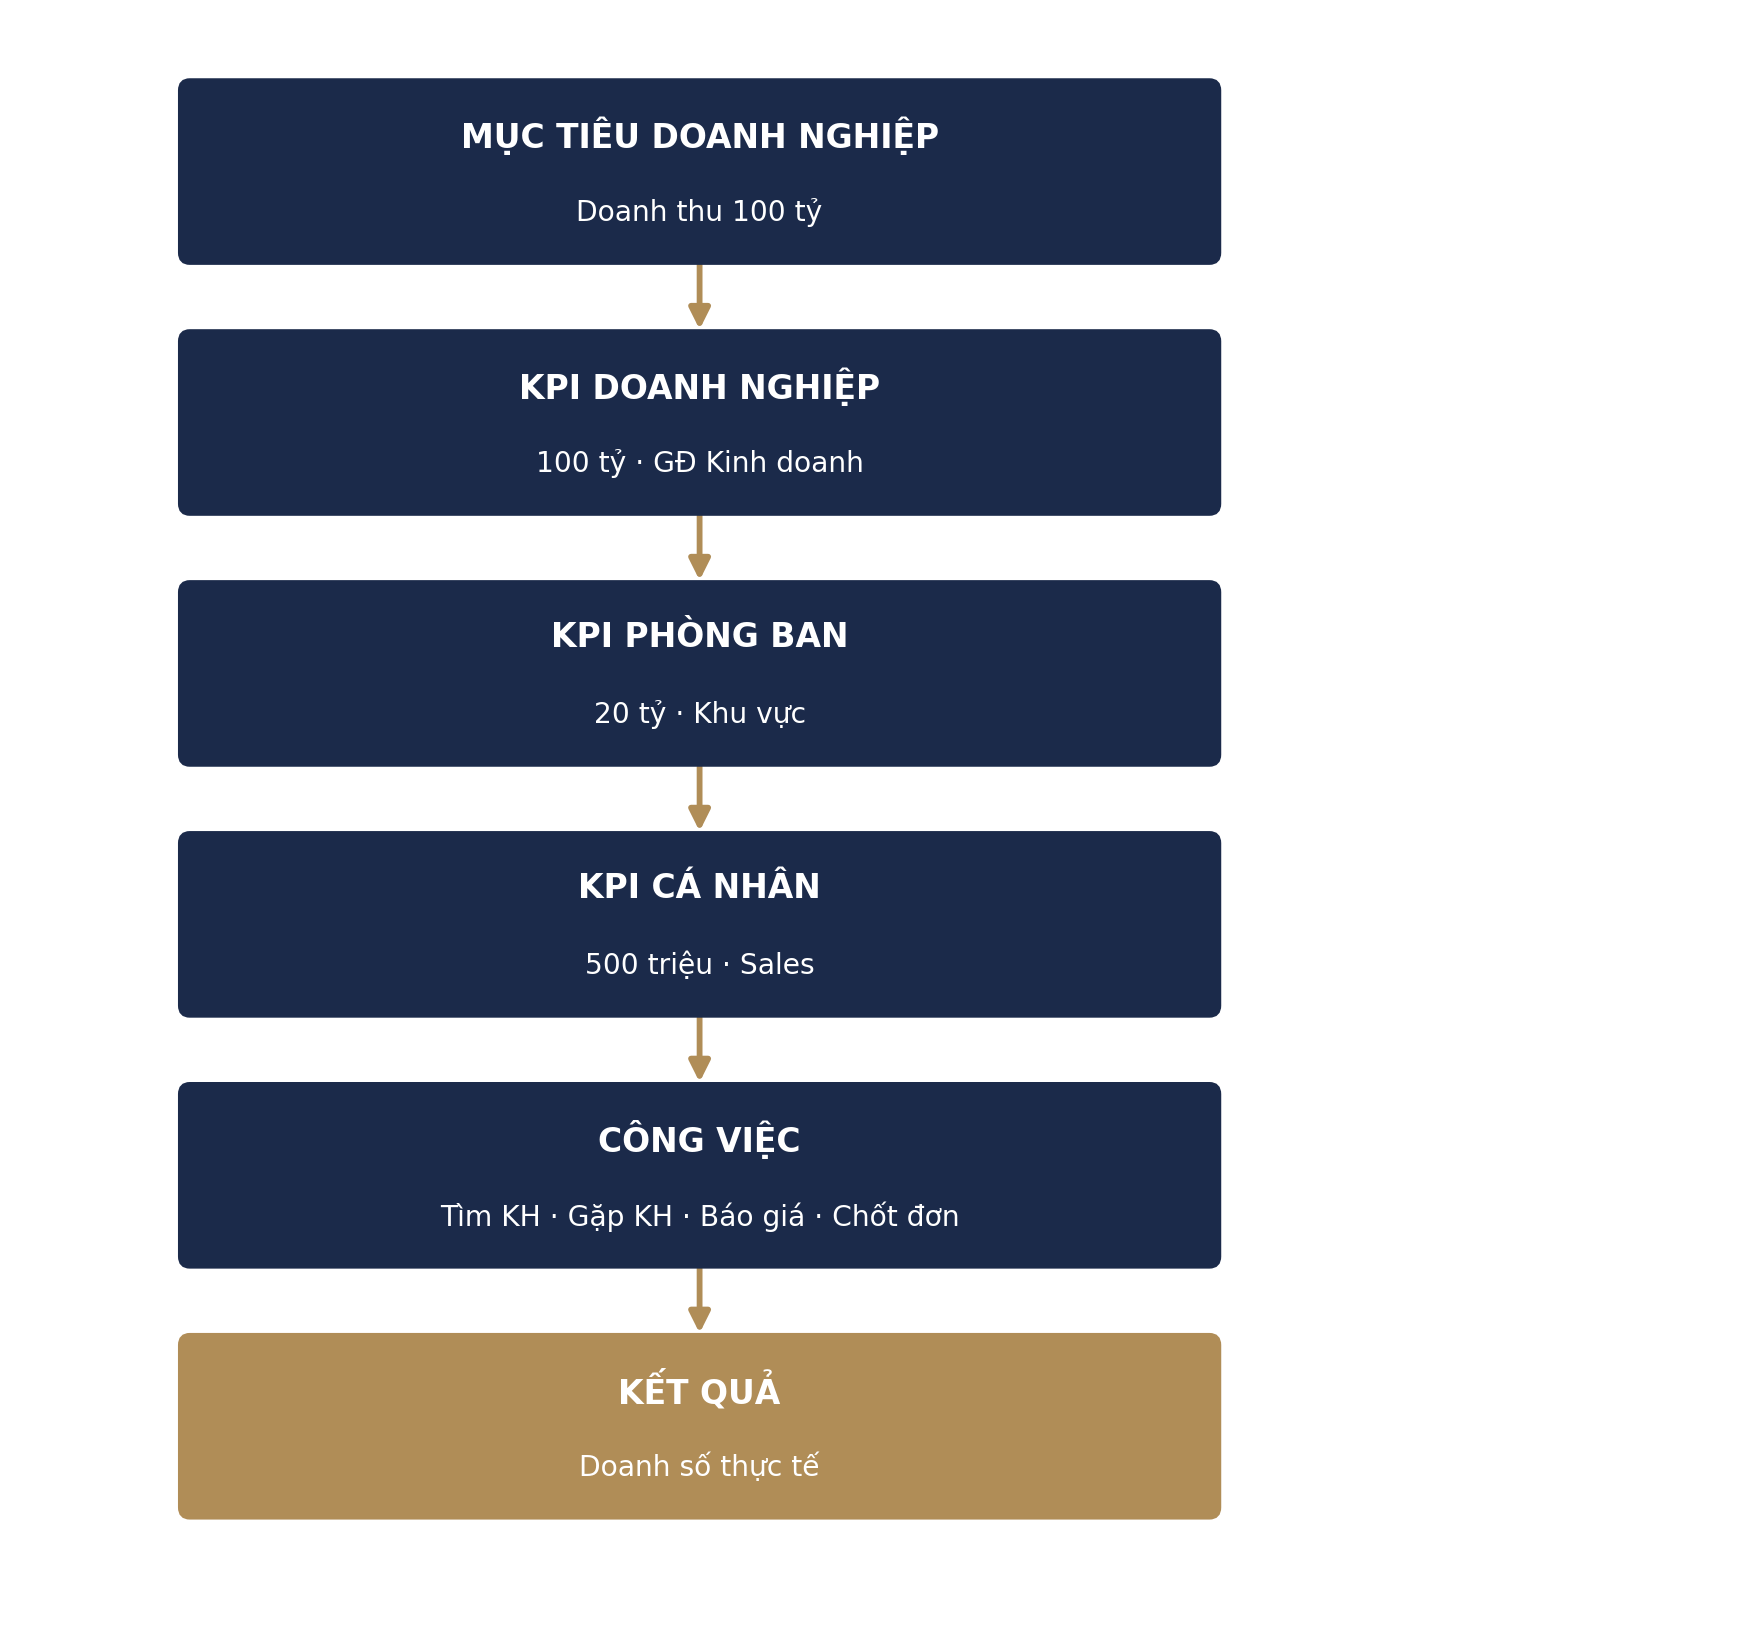 MỤC TIÊU DOANH NGHIỆP
Doanh thu 100 tỷ
KPI DOANH NGHIỆP
100 tỷ · GĐ Kinh doanh
KPI PHÒNG BAN
20 tỷ · Khu vực
KPI CÁ NHÂN
500 triệu · Sales
CÔNG VIỆC
Tìm KH · Gặp KH · Báo giá · Chốt đơn
KẾT QUẢ
Doanh số thực tế